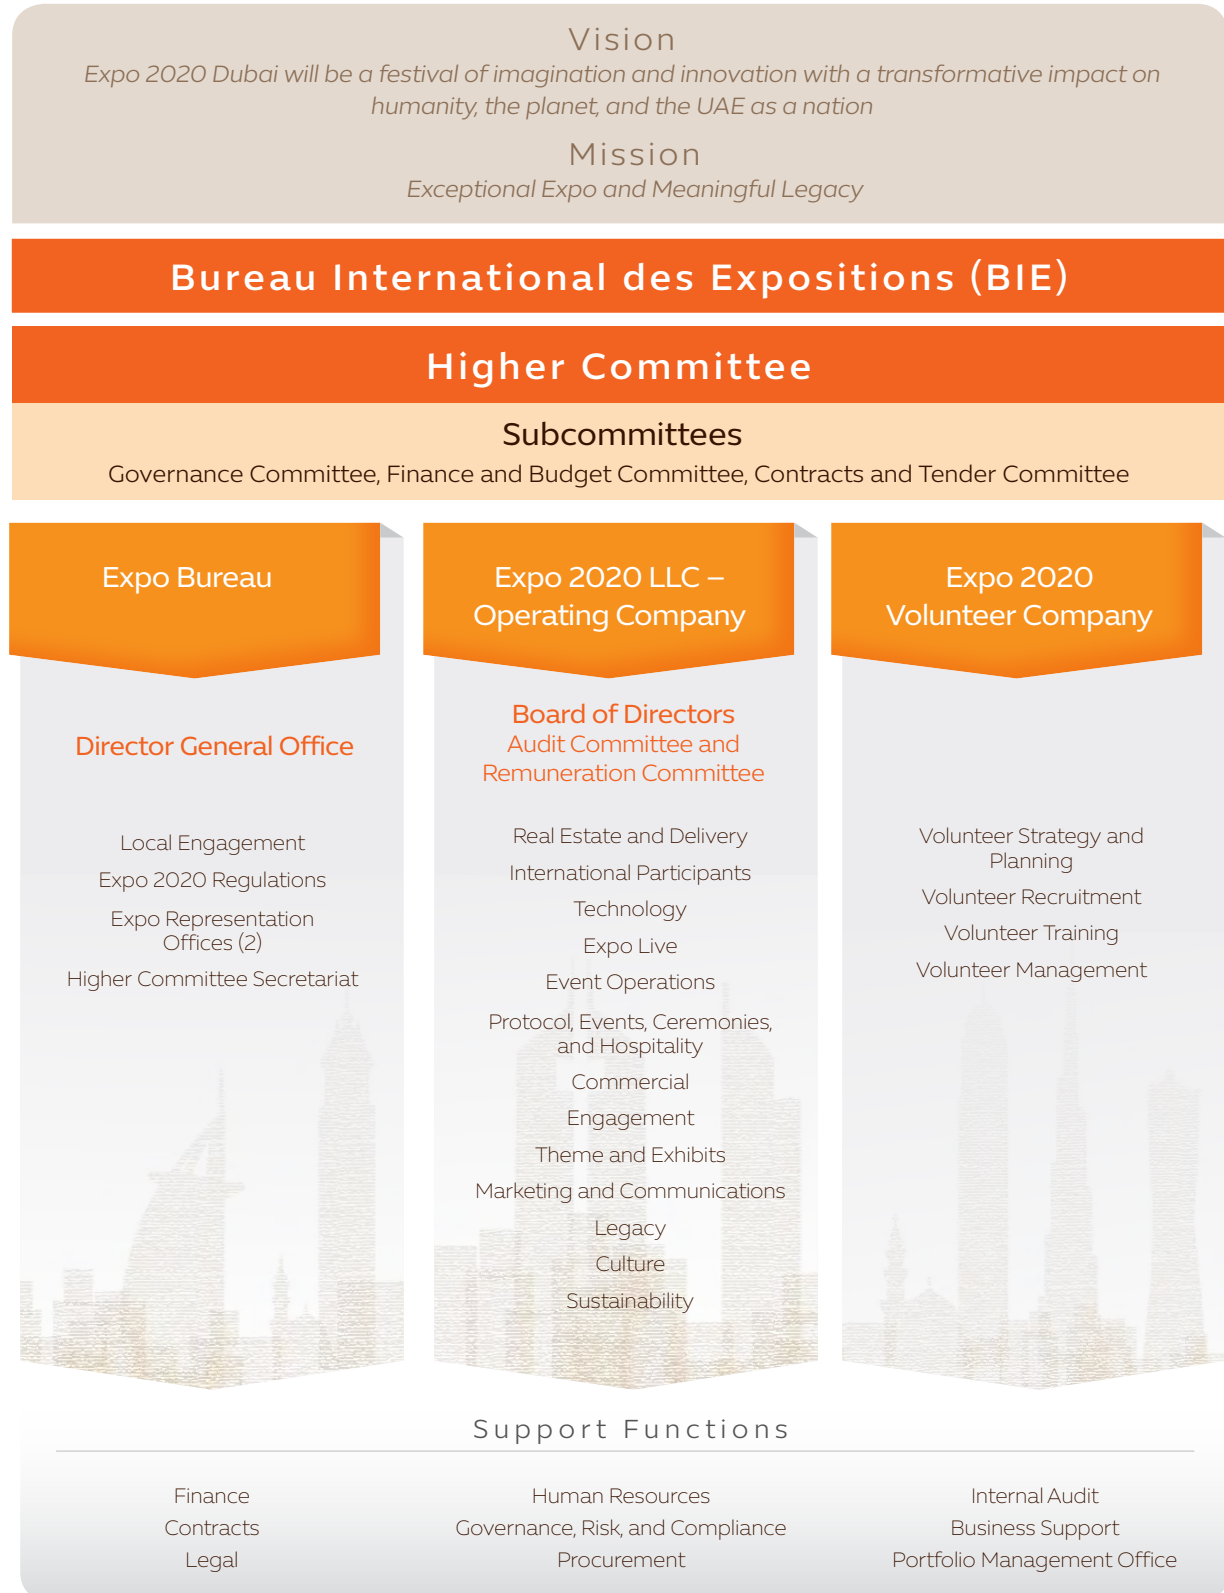 Vision
Expo 2020 Dubai will be a festival of imagination and innovation with a transformative impact on
humanity, the planet, and the UAE as a nation
Mission
Exceptional Expo and Meaningful Legacy
Bureau International des Expositions (BIE)
Higher Committee
Subcommittees
Governance Committee, Finance and Budget Committee, Contracts and Tender Committee
Expo Bureau
Director General Office
Local Engagement
Expo 2020 Regulations
Expo Representation
Offices (2)
Higher Committee Secretariat
Expo 2020 LLC –
Operating Company
Board of Directors
Audit Committee and
Remuneration Committee
Real Estate and Delivery
International Participants
Technology
Expo Live
Event Operations
Protocol, Events, Ceremonies,
and Hospitality
Commercial
Engagement
Theme and Exhibits
Marketing and Communications
Legacy
Culture
Sustainability
Expo 2020
Volunteer Company
Volunteer Strategy and
Planning
Volunteer Recruitment
Volunteer Training
Volunteer Management
Support Functions
Finance
Contracts
Legal
Human Resources
Governance, Risk, and Compliance
Procurement
Internal Audit
Business Support
Portfolio Management Office